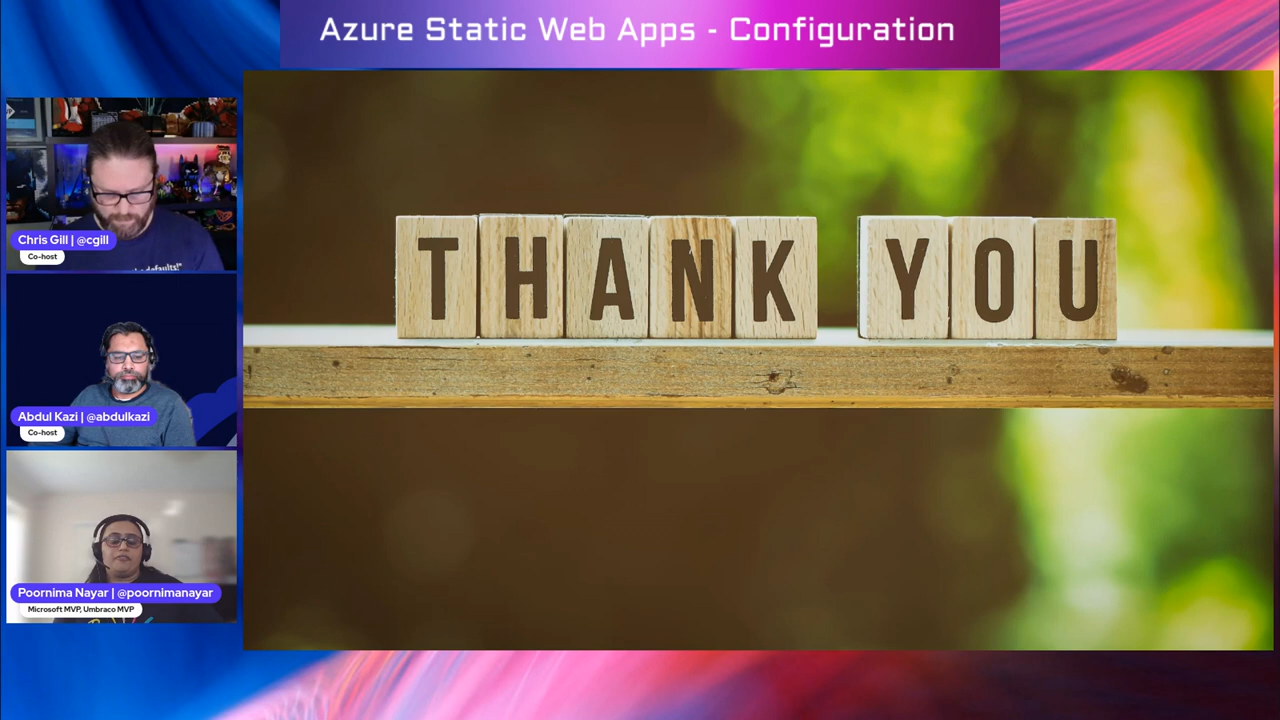 Azure Static Web Apps - Configuration
Chris Gill | @cgill
Co-host
defaults!"
Abdul Kazi | @abdulkazi
Co-host
Poornima Nayar | @poornimanayar
Microsoft MVP, Umbraco MVP
THANK YOU